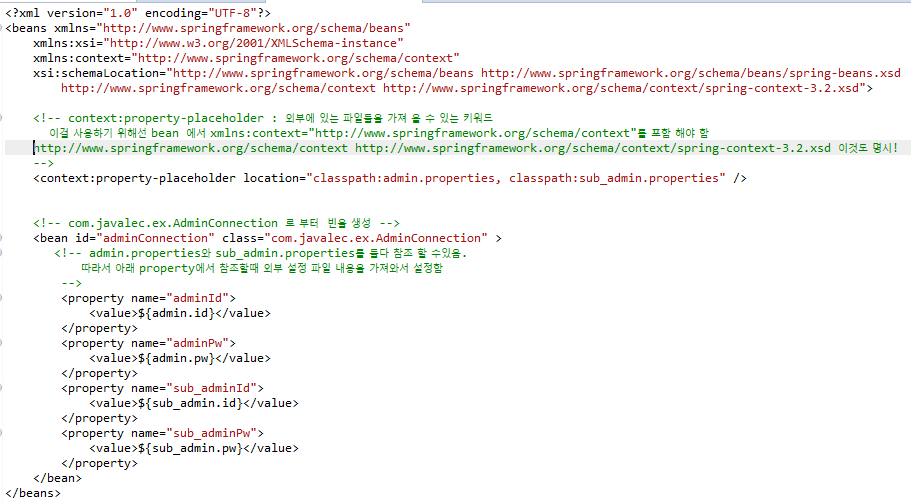 <?xml version="1.0" encoding="UTF-8"?>
<beans xmlns="http://www.springframework.org/schema/beans"
xmlns:xsi="http://www.w3.org/2001/XMLSchema-instance"
xmlns:context="http://www.springframework.org/schema/context"
xsi:schemaLocation="http://www.springframework.org/schema/beans http://www.springframework.org/schema/beans/spring-beans.xsd
http://www.springframework.org/schema/context http://www.springframework.org/schema/context/spring-context-3.2.xsd">
<!-- context:property-placeholder : 외부에 있는 파일들을 가져 올 수 있는 키워드
이걸 사용하기 위해선 bean 에서 xmlns:context="http://www.springframework.org/schema/context"를 포함 해야 함
http://www.springframework.org/schema/context http://www.springframework.org/schema/context/spring-context-3.2.xsd 이것도 명시!
-->
<context:property-placeholder location="classpath:admin.properties, classpath:sub_admin.properties" />
<!-- com.javalec.ex.AdminConnection 로 부터 빈을 생성 -->
<bean id="adminConnection" class="com.javalec.ex.AdminConnection" >
<!-- admin.properties와 sub_admin.properties를 둘다 참조 할 수있음.
따라서 아래 property에서 참조할때 외부 설정 파일 내용을 가져와서 설정함
-->
<property name="adminId">
<value>${admin.id}</value>
</property>
<property name="adminPw">
<value>${admin.pw}</value>
</property>
<property name="sub_adminId">
<value>${sub_admin.id}</value>
</property>
<property name="sub_adminPw">
<value>${sub_admin.pw}</value>
</property>
</bean>
</beans>